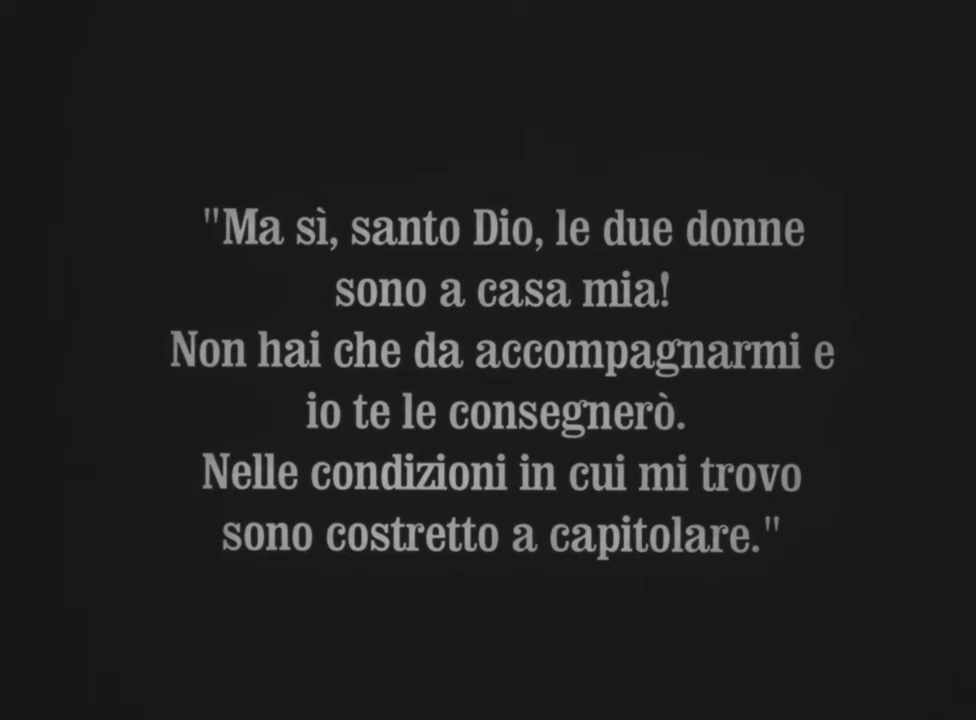 "Ma sì, santo Dio, le due donne
sono a casa mia!
Non hai che da accompagnarmi e
io te le consegnerò.
Nelle condizioni in cui mi trovo
sono costretto a capitolare."